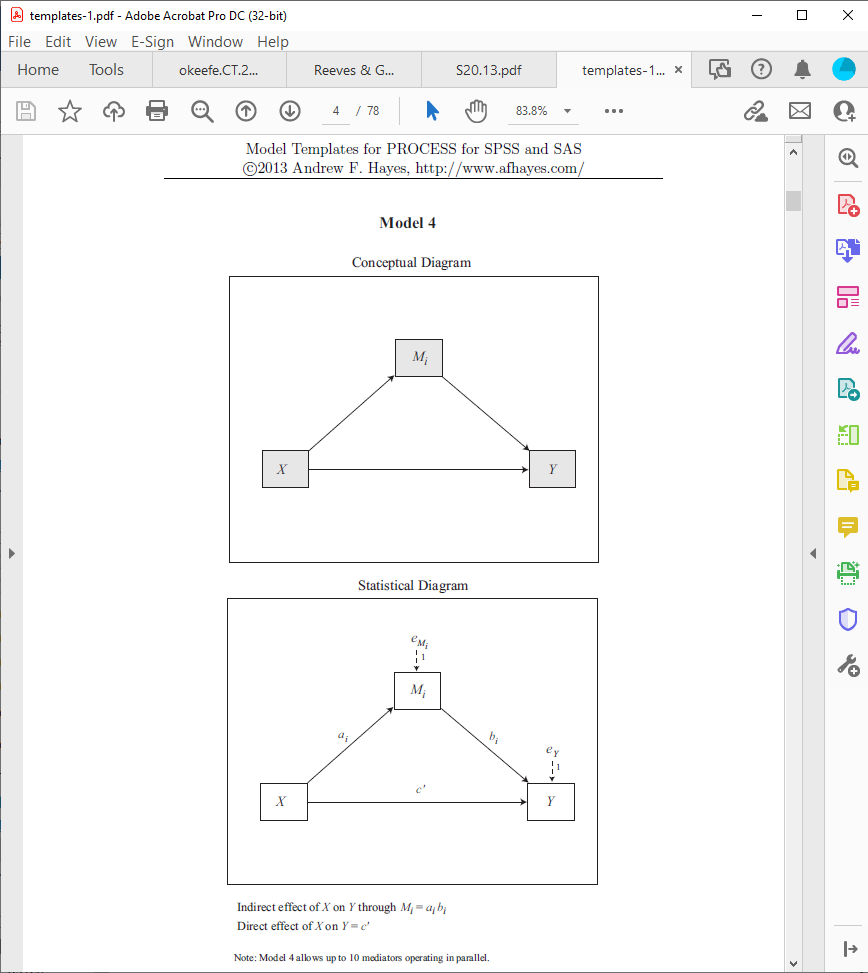 templates-1.pdf - Adobe Acrobat Pro DC (32-bit)
File Edit View E-Sign Window Help
Home Tools okeefe.CT.2... Reeves & G... S20.13.pdf templates-1... ×
4 / 78 83.8%
Model Templates for PROCESS for SPSS and SAS
©2013 Andrew F. Hayes, http://www.afhayes.com/
Model 4
Conceptual Diagram
Mi
X Y
Statistical Diagram
eMi
1
Mi
ai bi
eY
1
c′
X Y
Indirect effect of X on Y through Mi = ai bi
Direct effect of X on Y = c′
Note: Model 4 allows up to 10 mediators operating in parallel.